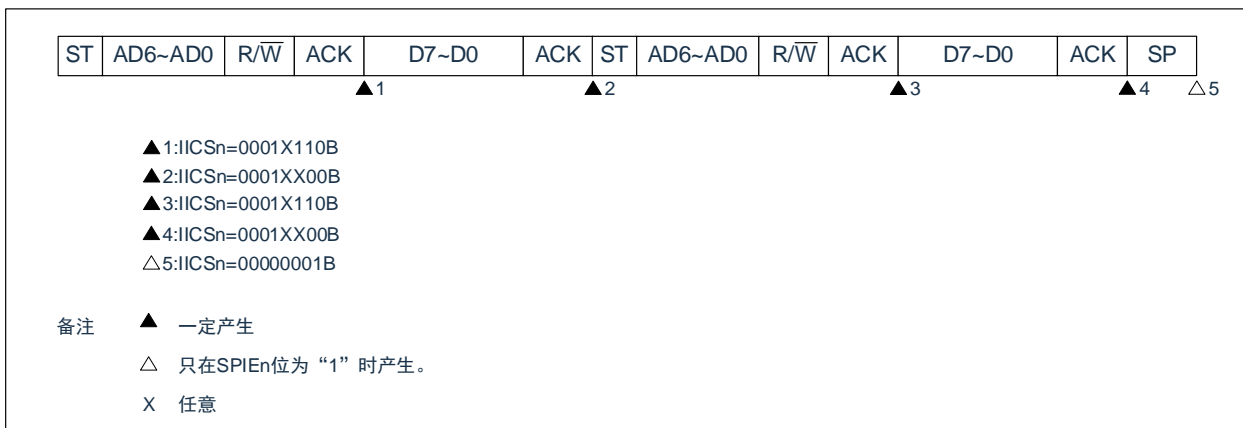 ST AD6~AD0 R/W̅ ACK D7~D0 ACK ST AD6~AD0 R/W̅ ACK D7~D0 ACK SP
▲1 ▲2 ▲3 ▲4 △5
▲1:IICSn=0001X110B
▲2:IICSn=0001XX00B
▲3:IICSn=0001X110B
▲4:IICSn=0001XX00B
△5:IICSn=00000001B
备注 ▲ 一定产生
△ 只在SPIEn位为“1”时产生。
X 任意